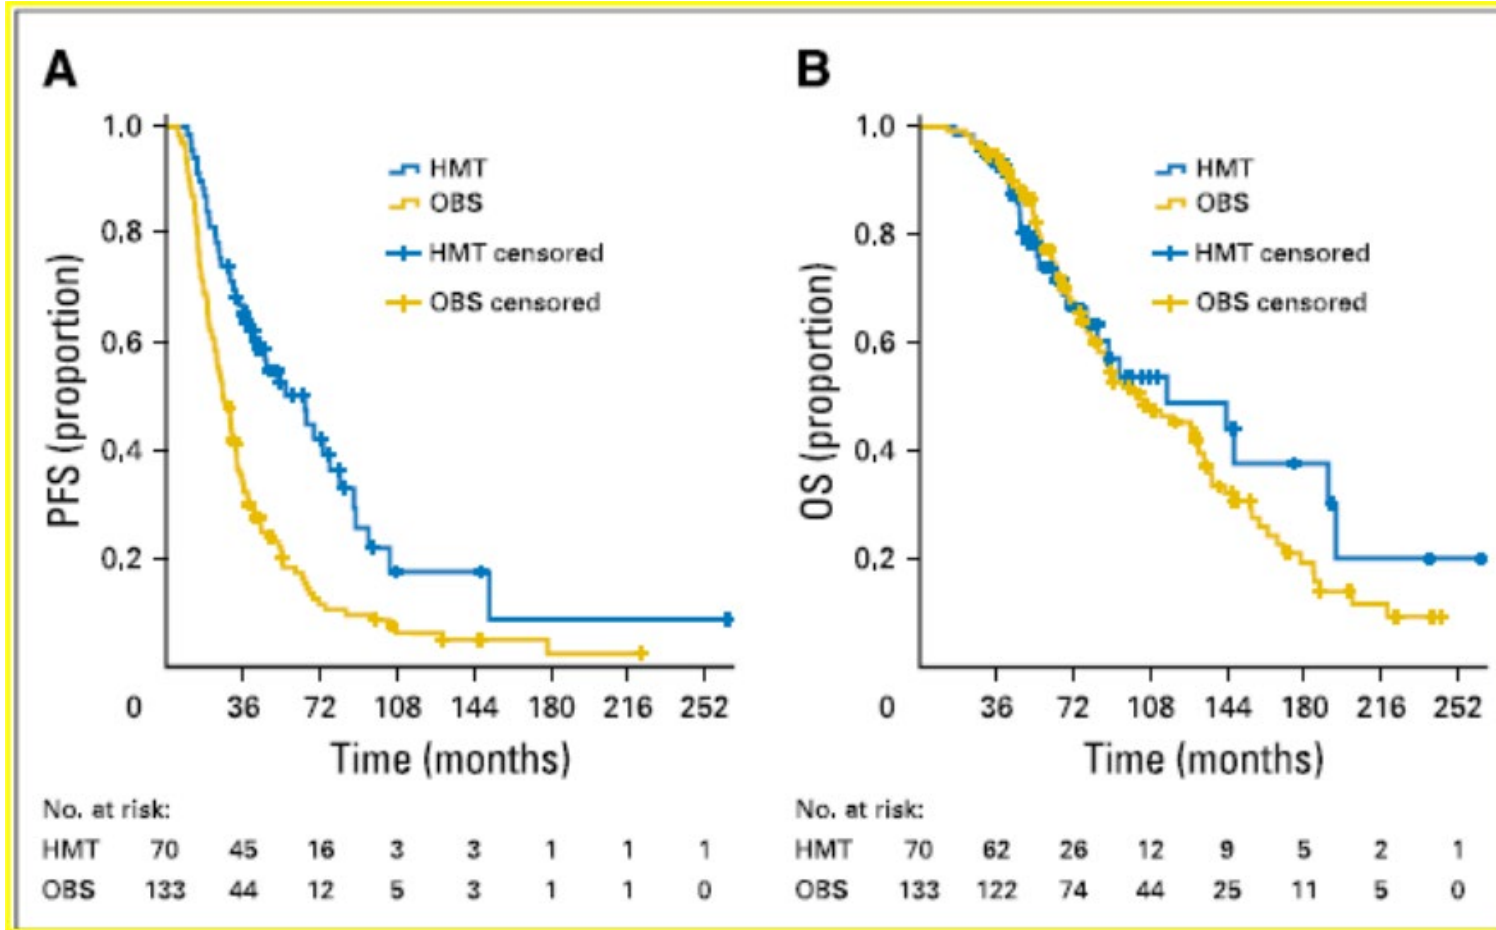 A
1.0
0.8
0.6
0.4
0.2
PFS (proportion)
HMT
OBS
HMT censored
OBS censored
0 36 72 108 144 180 216 252
Time (months)
No. at risk:
HMT 70 45 16 3 3 1 1 1
OBS 133 44 12 5 3 1 1 0
B
1.0
0.8
0.6
0.4
0.2
OS (proportion)
HMT
OBS
HMT censored
OBS censored
0 36 72 108 144 180 216 252
Time (months)
No. at risk:
HMT 70 62 26 12 9 5 2 1
OBS 133 122 74 44 25 11 5 0